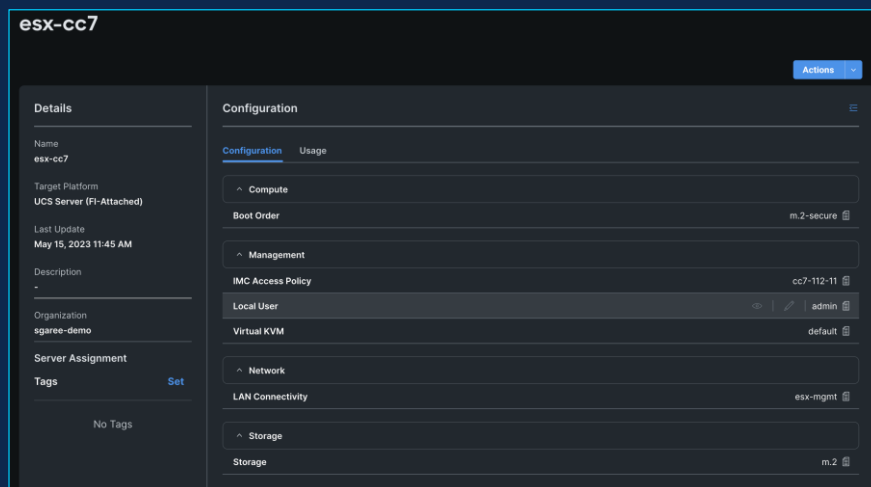 esx-cc7
Actions
Details
Name
esx-cc7
Target Platform
UCS Server (FI-Attached)
Last Update
May 15, 2023 11:45 AM
Description
-
Organization
sgaree-demo
Server Assignment
Tags Set
No Tags
Configuration
Configuration Usage
Compute
Boot Order m.2-secure
Management
IMC Access Policy cc7-112-11
Local User admin
Virtual KVM default
Network
LAN Connectivity esx-mgmt
Storage
Storage m.2